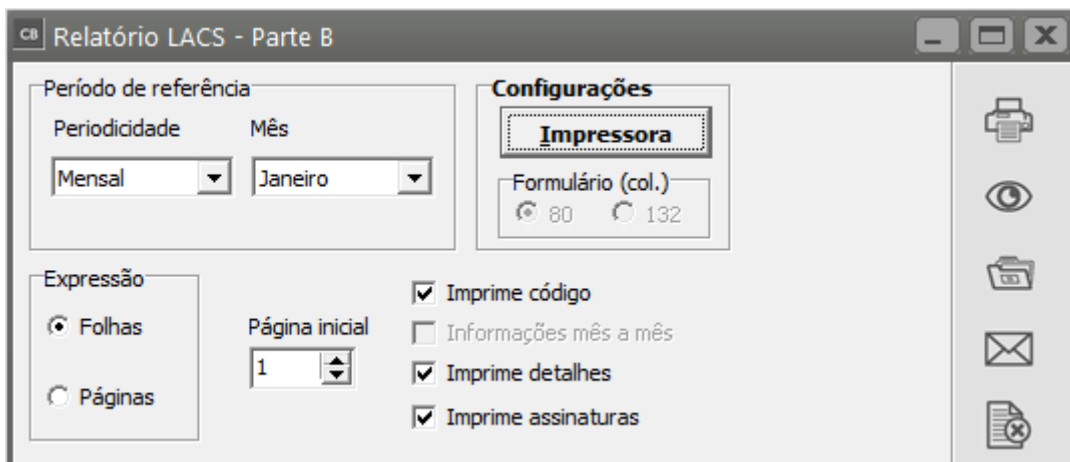 CB Relatório LACS - Parte B
Período de referência
Periodicidade Mês
Mensal Janeiro
Configurações
Impressora
Formulário (col.)
80 132
Expressão
Folhas
Páginas
Página inicial
1
Imprime código
Informações mês a mês
Imprime detalhes
Imprime assinaturas